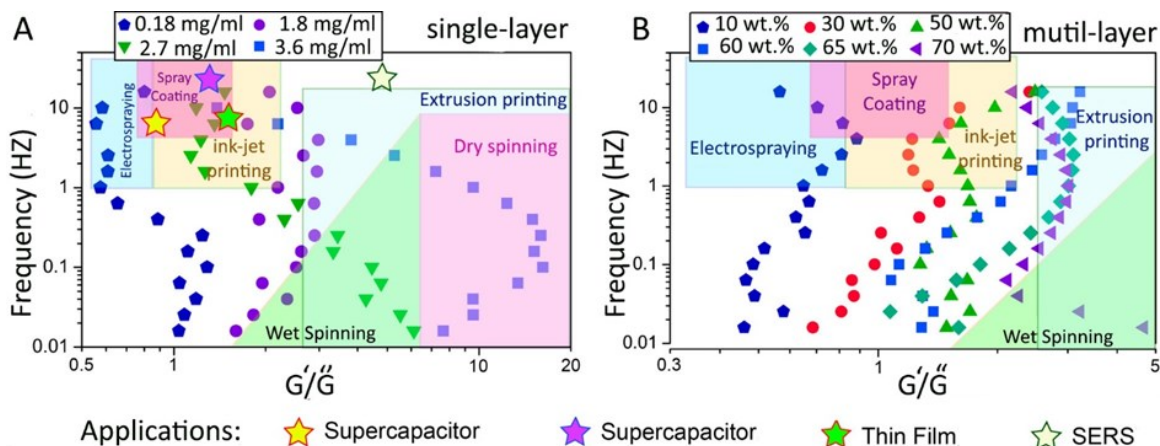 A
0.18 mg/ml 1.8 mg/ml
2.7 mg/ml 3.6 mg/ml
single-layer
Spray
Coating
Electrospraying
ink-jet
printing
Extrusion printing
Dry spinning
Wet Spinning
Frequency (HZ)
10
1
0.1
0.01
0.5 1 10 20
G'/G''
B
10 wt.% 30 wt.% 50 wt.%
60 wt.% 65 wt.% 70 wt.%
mutil-layer
Spray
Coating
Electrospraying
ink-jet
printing
Extrusion
printing
Wet Spinning
Frequency (HZ)
10
1
0.1
0.01
0.3 1 5
G'/G''
Applications: Supercapacitor Supercapacitor Thin Film SERS